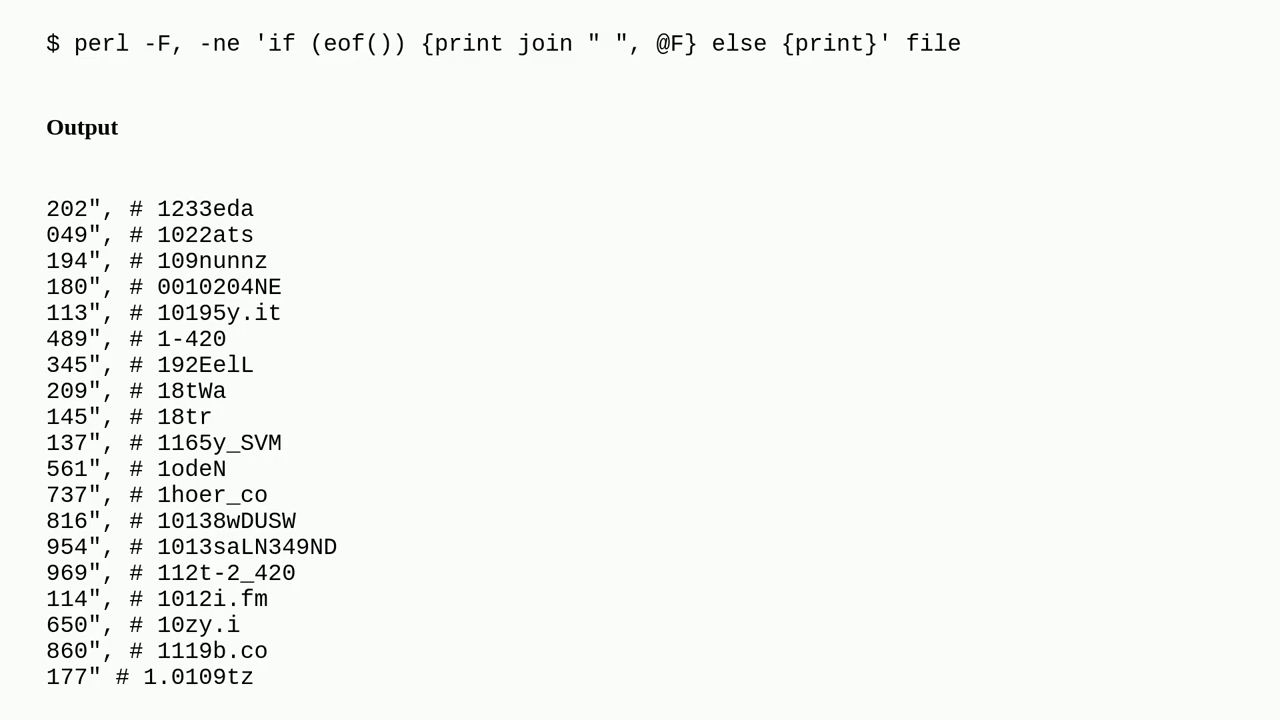 $ perl -F, -ne 'if (eof()) {print join " ", @F} else {print}' file
Output
202", # 1233eda
049", # 1022ats
194", # 109nunnz
180", # 0010204NE
113", # 10195y.it
489", # 1-420
345", # 192EelL
209", # 18tWa
145", # 18tr
137", # 1165y_SVM
561", # 1odeN
737", # 1hoer_co
816", # 10138wDUSW
954", # 1013saLN349ND
969", # 112t-2_420
114", # 1012i.fm
650", # 10zy.i
860", # 1119b.co
177" # 1.0109tz